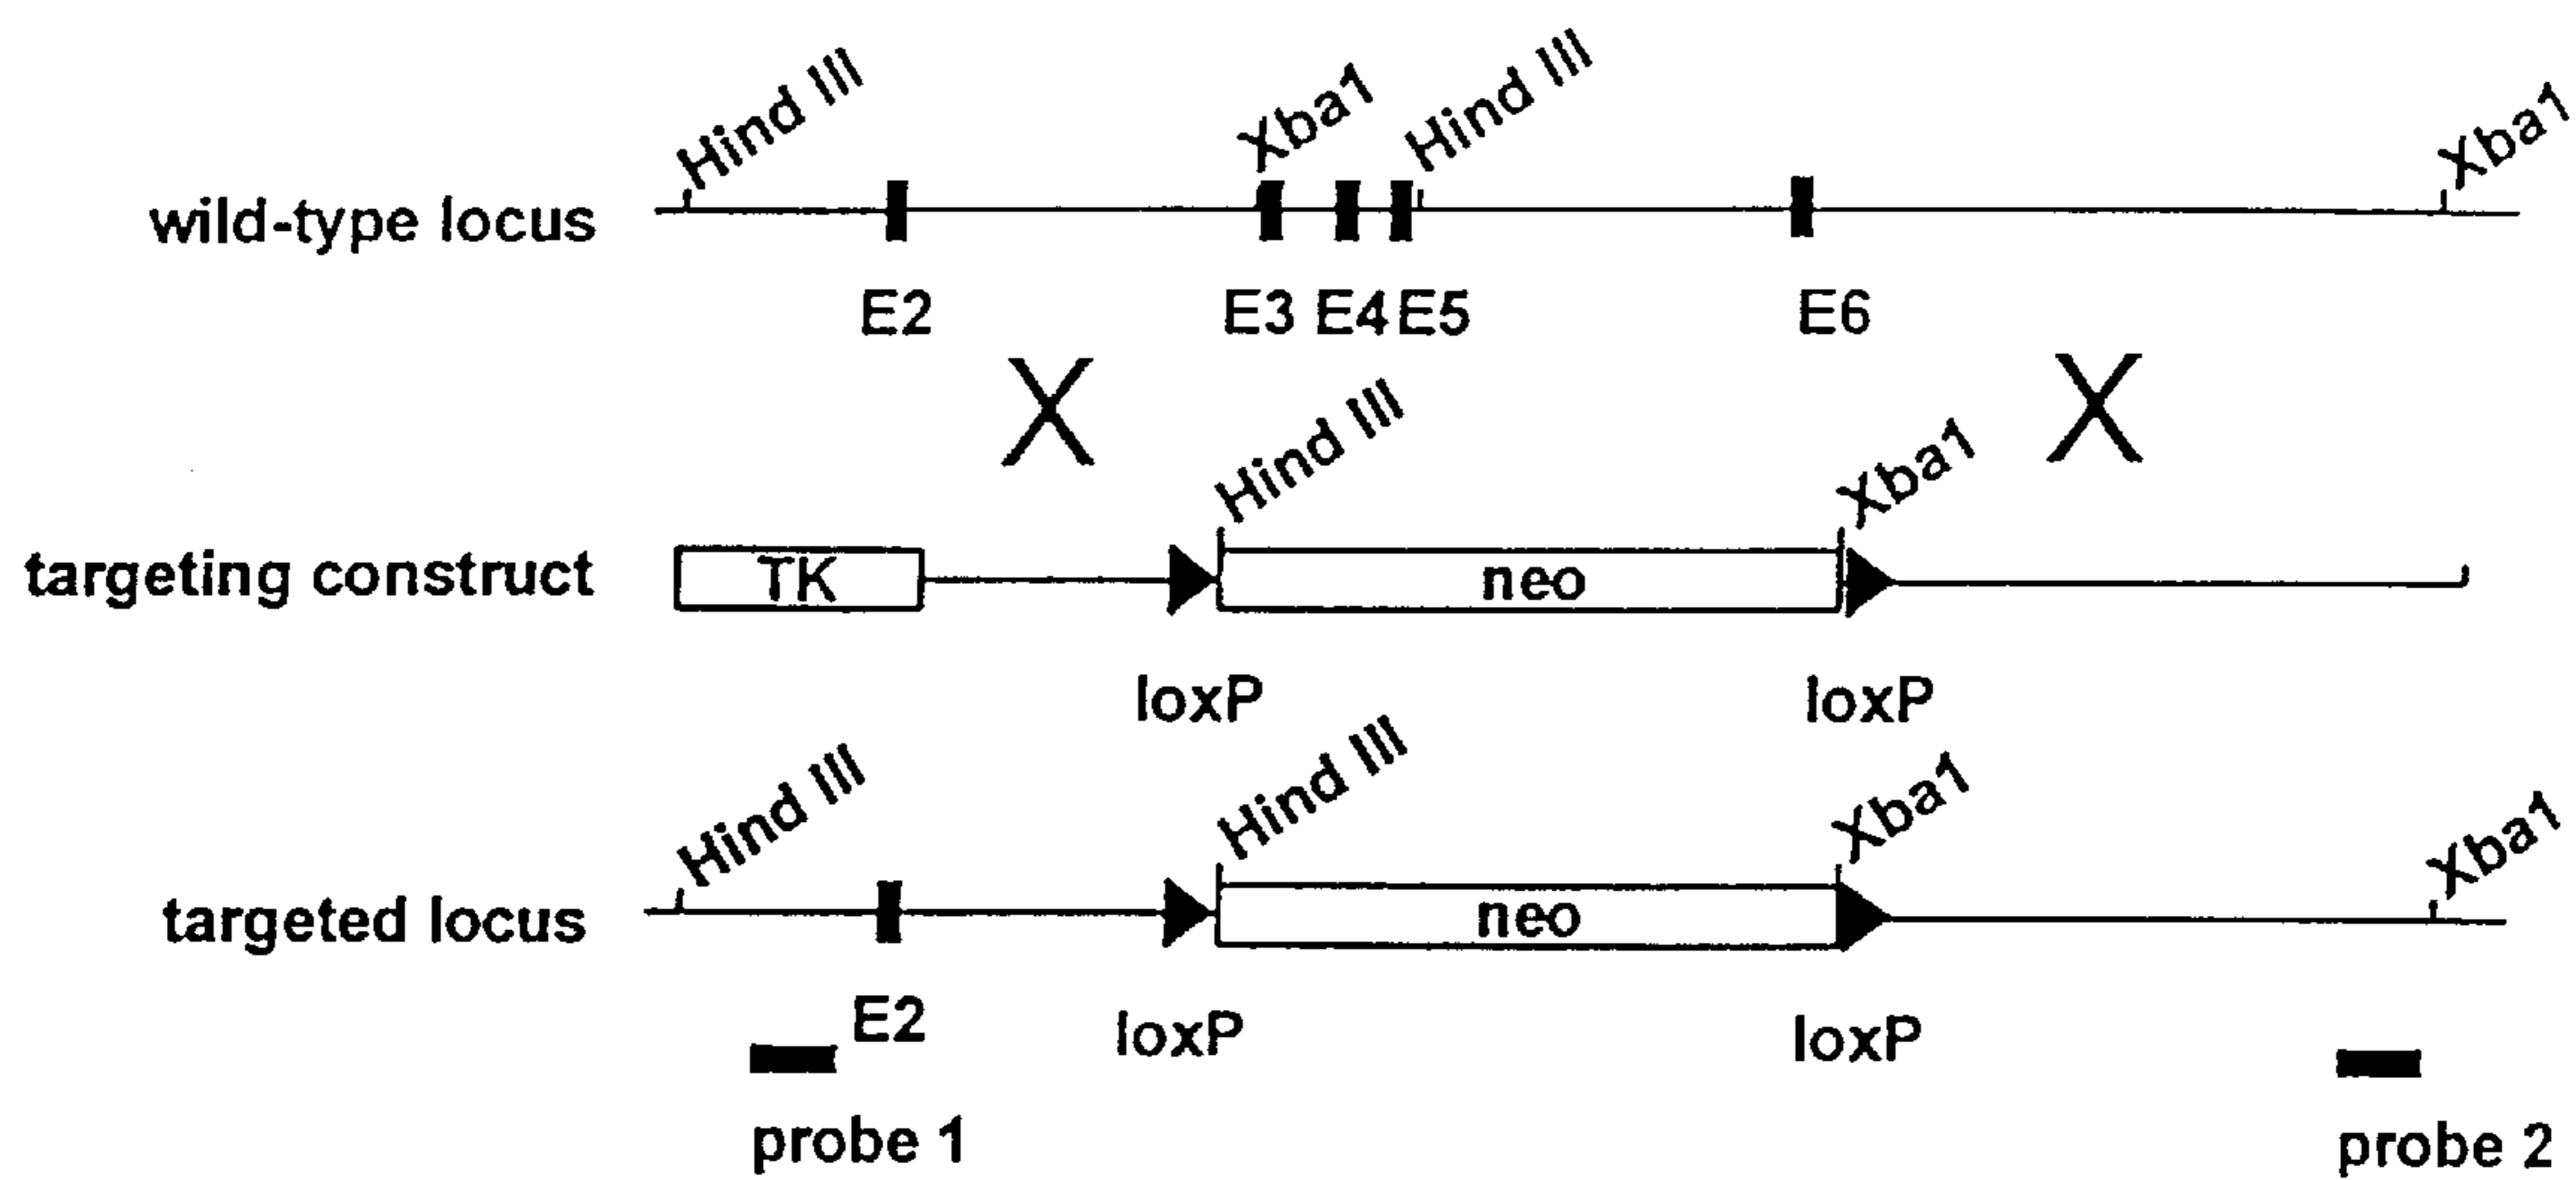 Hind III
Xba1
Hind III
Xba1
wild-type locus
E2 E3 E4 E5 E6
Hind III
Xba1
targeting construct TK neo
loxP loxP
Hind III
Hind III
Xba1
Xba1
targeted locus neo
E2 loxP loxP
probe 1 probe 2